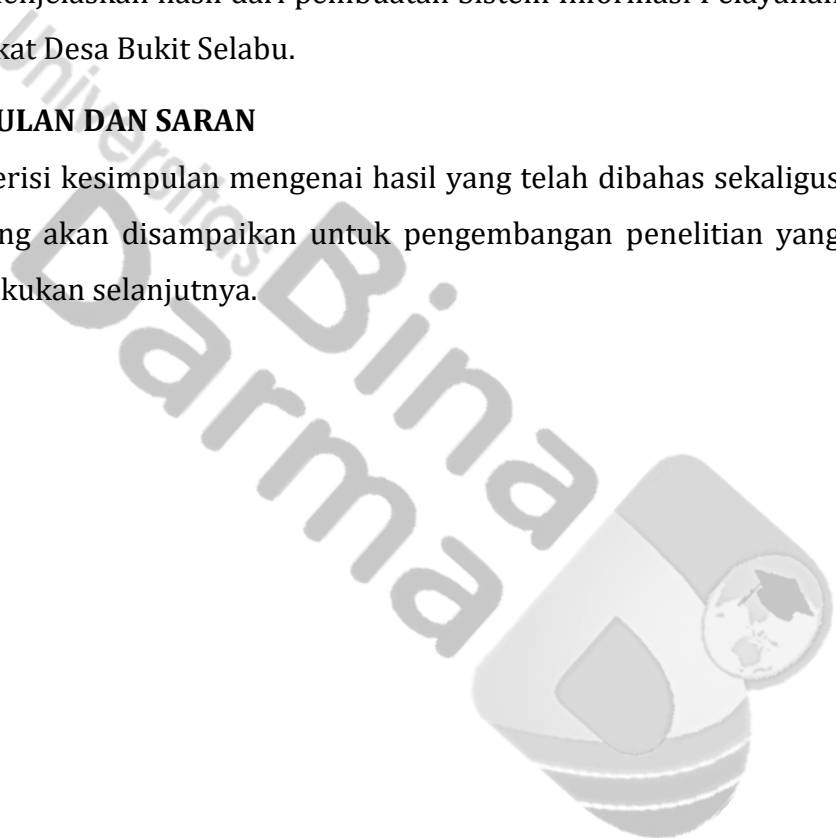 menjelaskan hasil dari pembuatan Sistem Informasi Pelayanan
kat Desa Bukit Selabu.
ULAN DAN SARAN
erisi kesimpulan mengenai hasil yang telah dibahas sekaligus
ng akan disampaikan untuk pengembangan penelitian yang
kukan selanjutnya.
Universitas
Bina
Darma